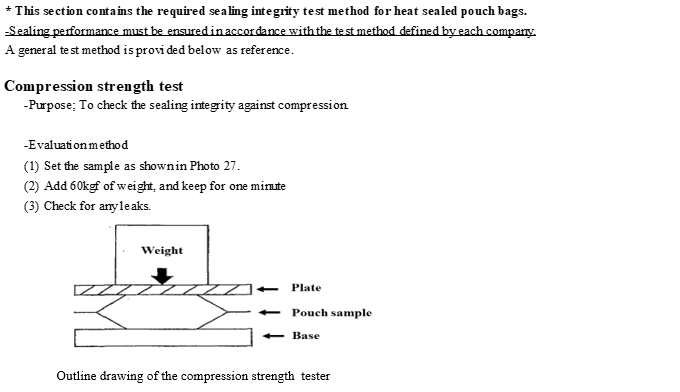 * This section contains the required sealing integrity test method for heat sealed pouch bags.
-Sealing performance must be ensured in accordance with the test method defined by each company.
A general test method is provided below as reference.
Compression strength test
-Purpose; To check the sealing integrity against compression.
-Evaluation method
(1) Set the sample as shown in Photo 27.
(2) Add 60kgf of weight, and keep for one minute
(3) Check for any leaks.
Weight
Plate
Pouch sample
Base
Outline drawing of the compression strength tester